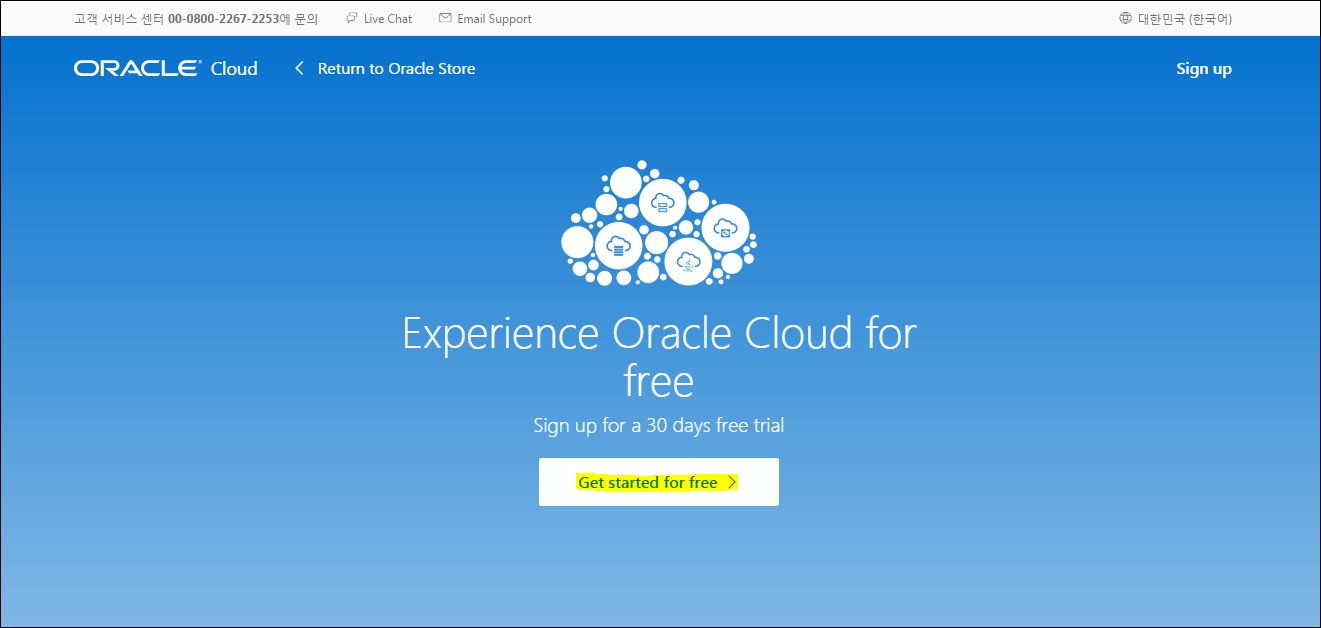 고객 서비스 센터 00-0800-2267-2253에 문의 Live Chat Email Support 대한민국 (한국어)
ORACLE® Cloud Return to Oracle Store Sign up
Experience Oracle Cloud for
free
Sign up for a 30 days free trial
Get started for free